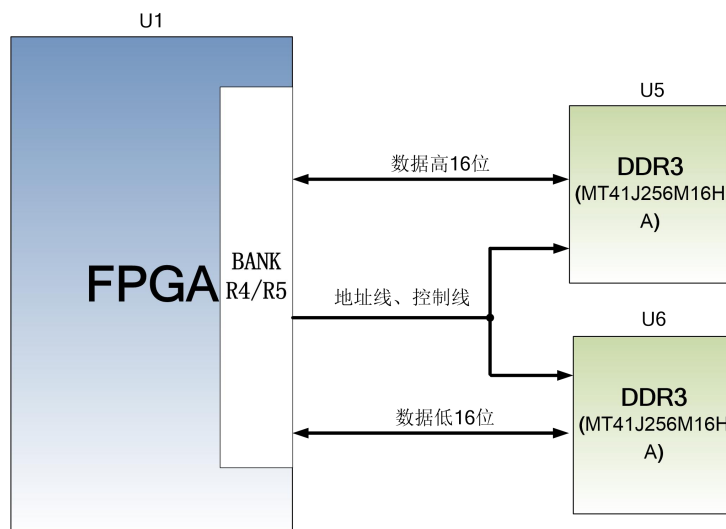 U1
U5
数据高16位
DDR3
(MT41J256M16H
A)
FPGA
BANK
R4/R5
地址线、控制线
U6
数据低16位
DDR3
(MT41J256M16H
A)